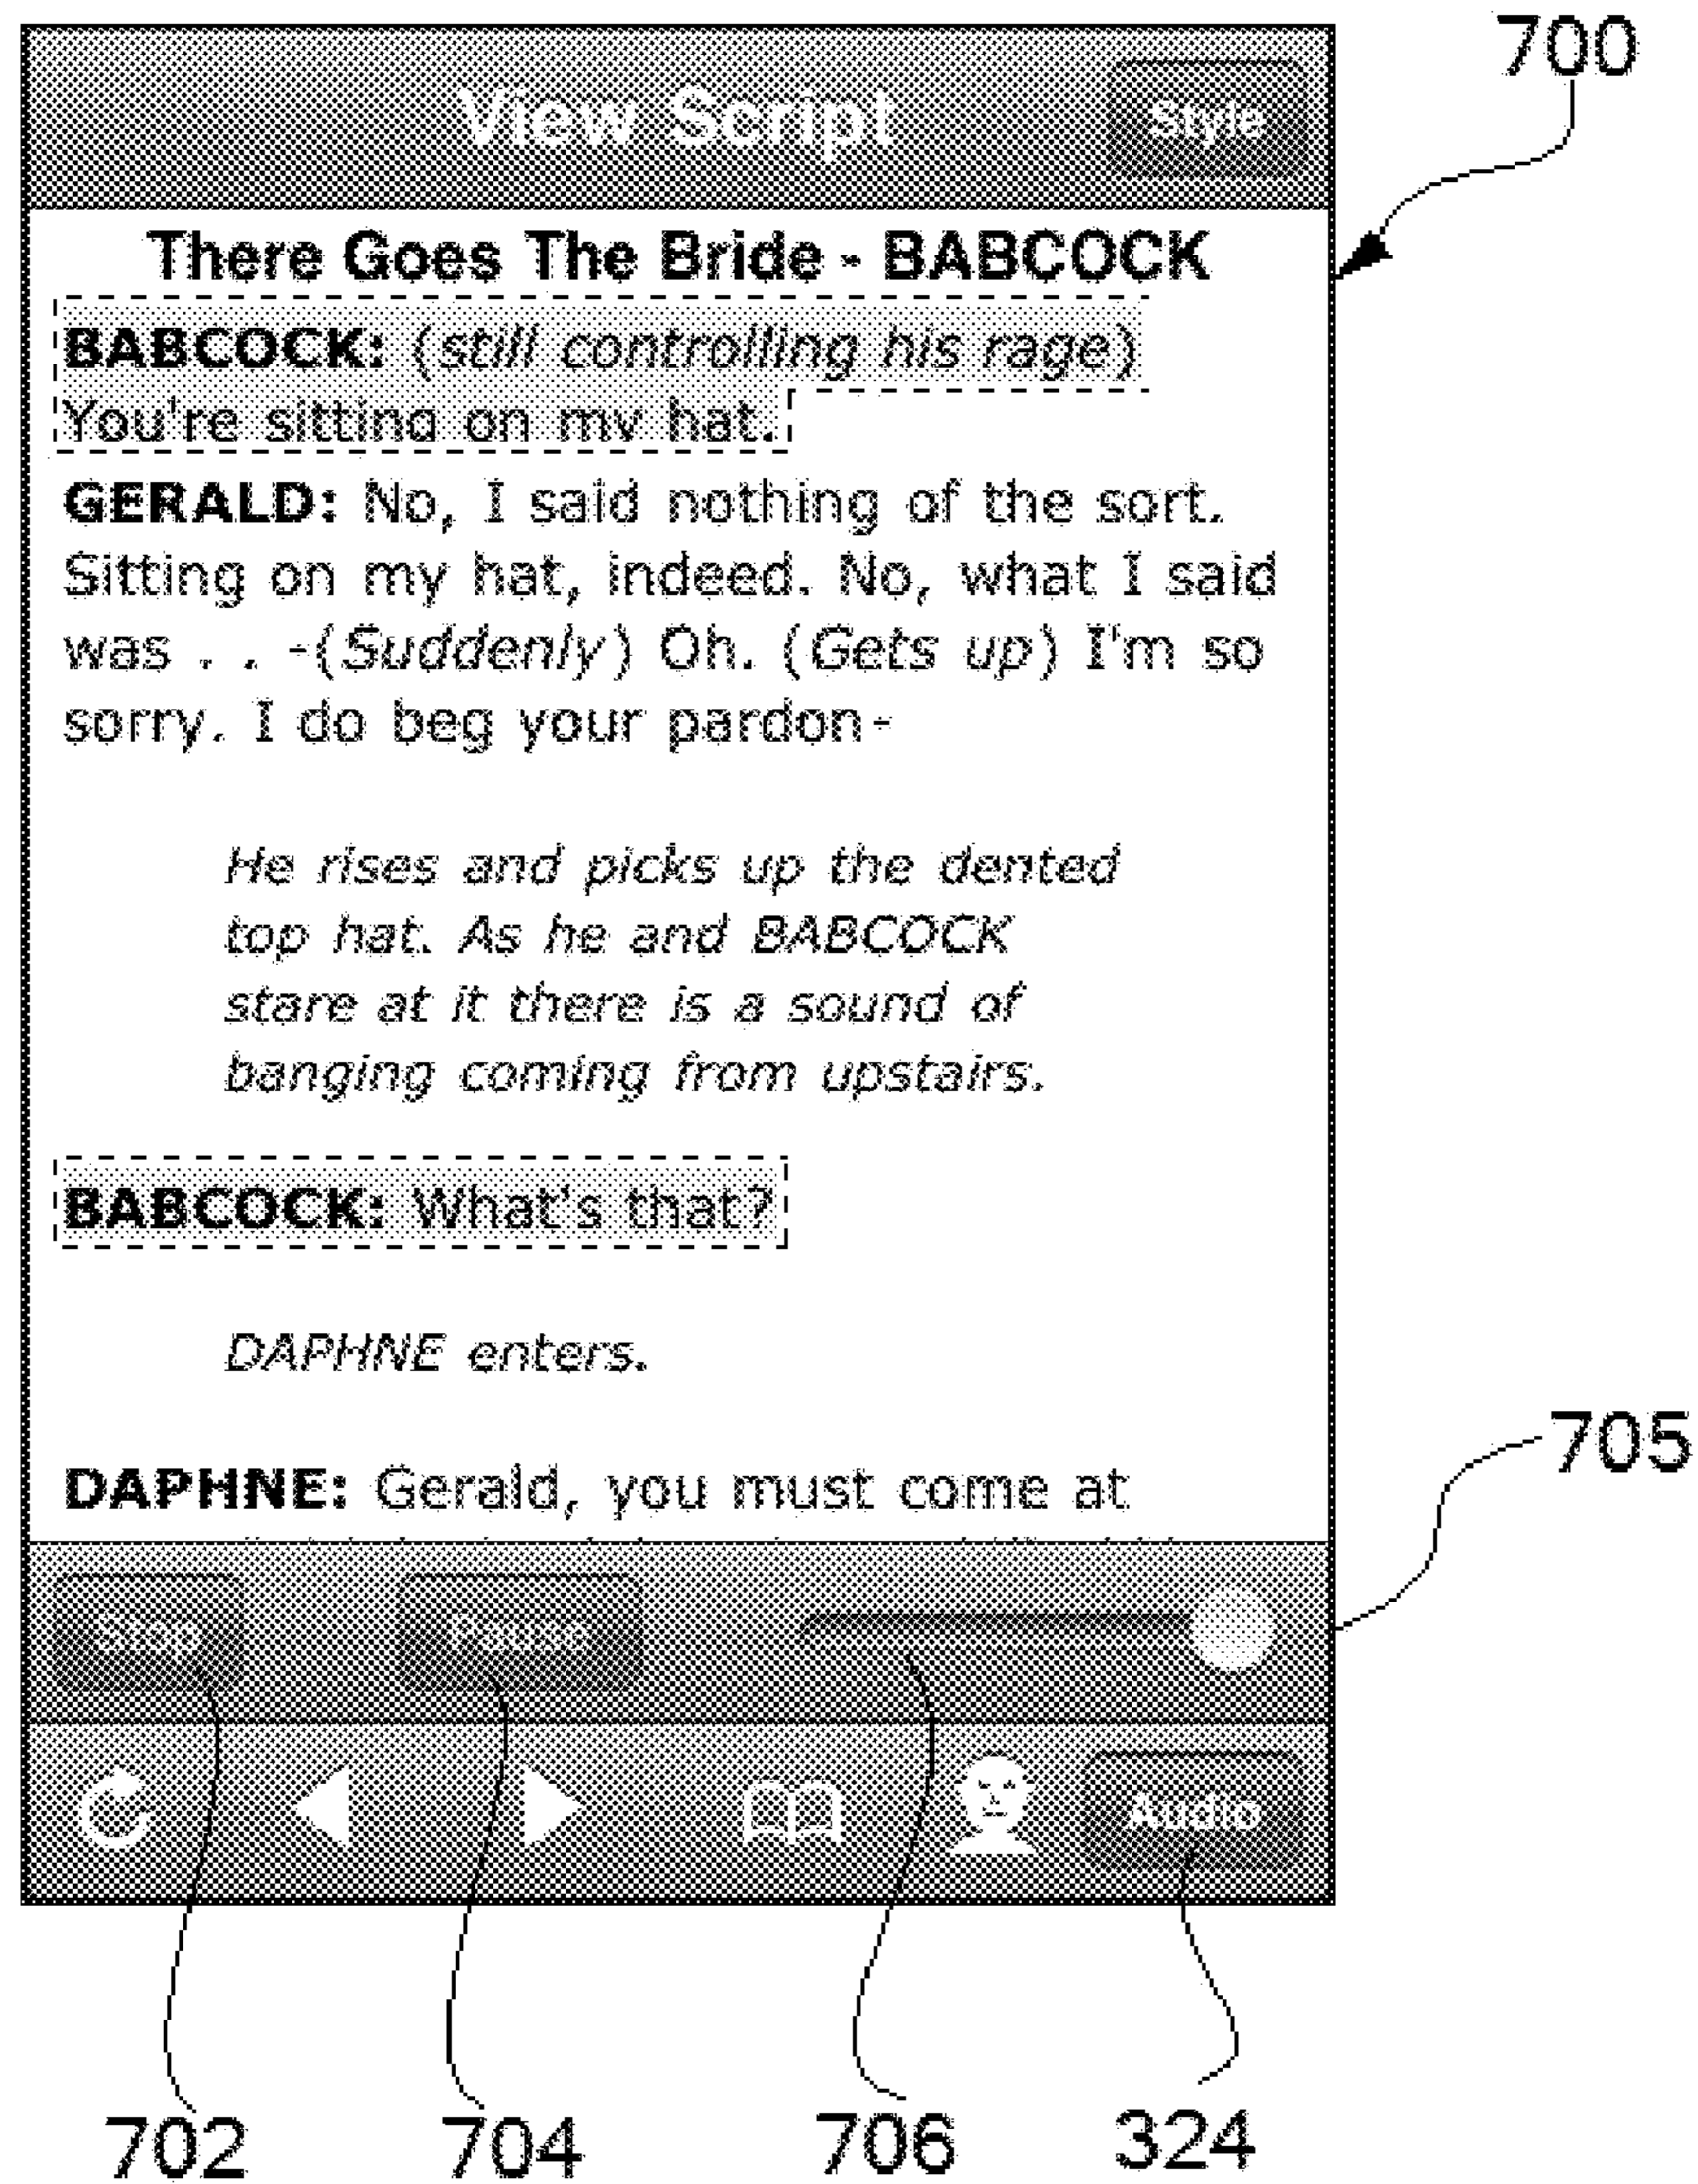 700
View Script
Style
There Goes The Bride - BABCOCK
BABCOCK: (still controlling his rage)
You're sitting on my hat.
GERALD: No, I said nothing of the sort.
Sitting on my hat, indeed. No, what I said
was . . -(Suddenly) Oh. (Gets up) I'm so
sorry. I do beg your pardon-
He rises and picks up the dented
top hat. As he and BABCOCK
stare at it there is a sound of
banging coming from upstairs.
BABCOCK: What's that?
DAPHNE enters.
705
DAPHNE: Gerald, you must come at
Stop
Pause
Audio
702
704
706
324